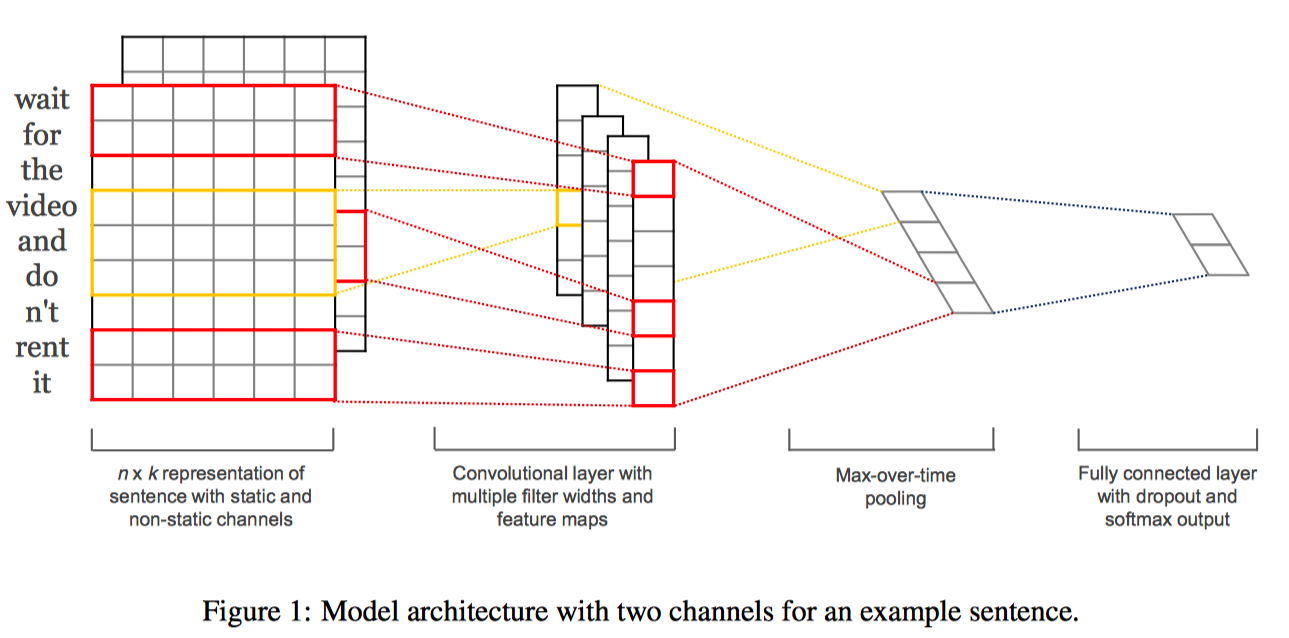 wait
for
the
video
and
do
n't
rent
it
n x k representation of
sentence with static and
non-static channels
Convolutional layer with
multiple filter widths and
feature maps
Max-over-time
pooling
Fully connected layer
with dropout and
softmax output
Figure 1: Model architecture with two channels for an example sentence.